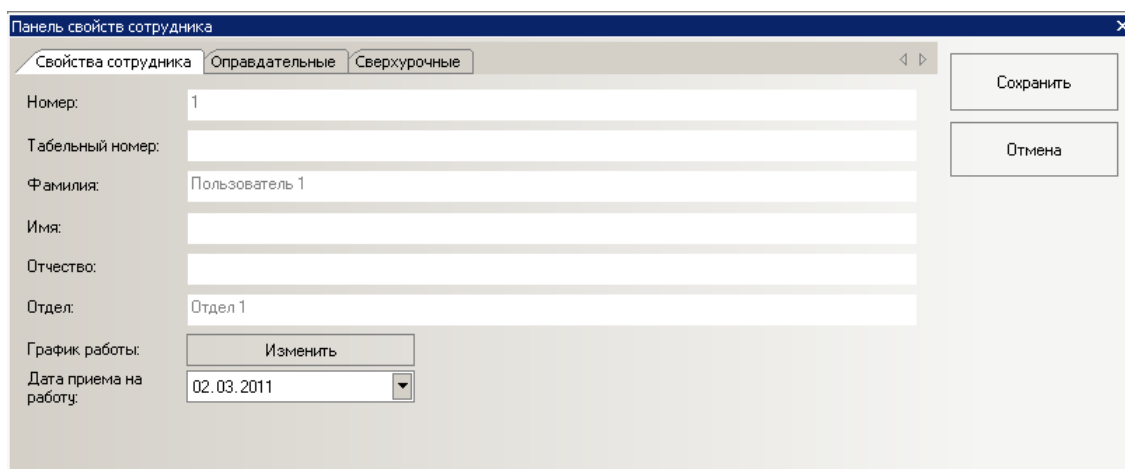 Панель свойств сотрудника
Свойства сотрудника Оправдательные Сверхурочные
Сохранить
Номер: 1
Табельный номер:
Отмена
Фамилия: Пользователь 1
Имя:
Отчество:
Отдел: Отдел 1
График работы: Изменить
Дата приема на
работу: 02.03.2011